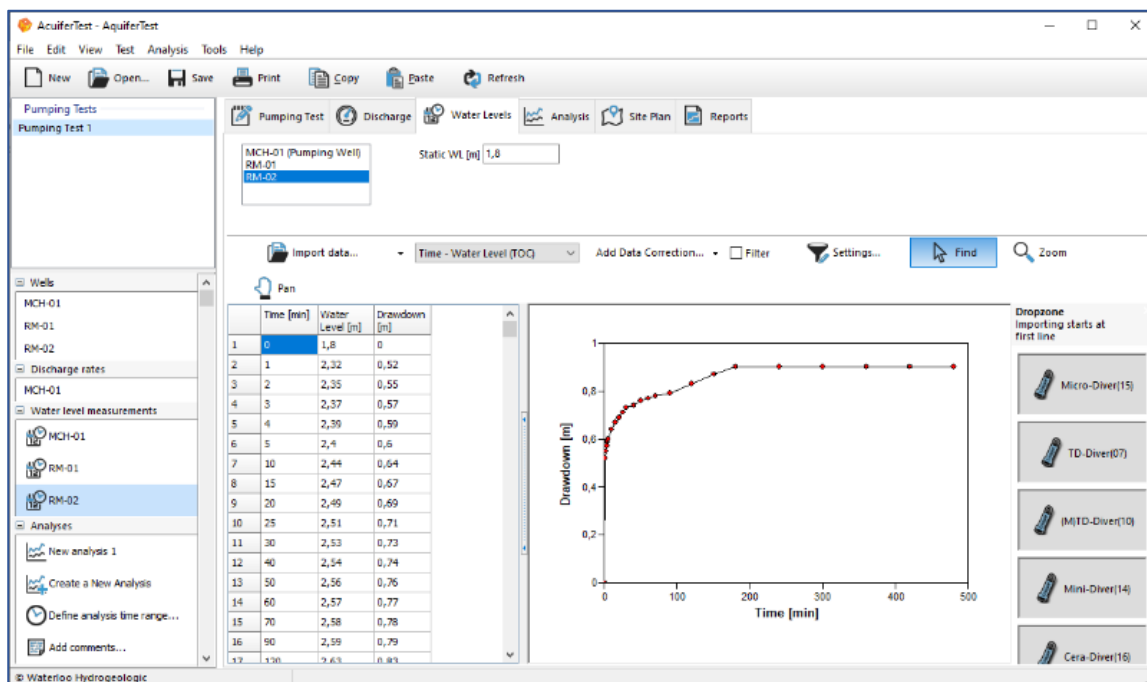 AcuiferTest - AquiferTest
File Edit View Test Analysis Tools Help
New Open... Save Print Copy Paste Refresh
Pumping Tests
Pumping Test 1
Pumping Test Discharge Water Levels Analysis Site Plan Reports
MCH-01 (Pumping Well)
RM-01
RM-02
Static WL [m] 1,8
Import data... Time - Water Level (TOC) Add Data Correction... Filter Settings... Find Zoom
Pan
Wells
MCH-01
RM-01
RM-02
Discharge rates
MCH-01
Water level measurements
MCH-01
RM-01
RM-02
Analyses
New analysis 1
Create a New Analysis
Define analysis time range...
Add comments...
Time [min] Water Level [m] Drawdown [m]
1 0 1,8 0
2 1 2,32 0,52
3 2 2,35 0,55
4 3 2,37 0,57
5 4 2,39 0,59
6 5 2,4 0,6
7 10 2,44 0,64
8 15 2,47 0,67
9 20 2,49 0,69
10 25 2,51 0,71
11 30 2,53 0,73
12 40 2,54 0,74
13 50 2,56 0,76
14 60 2,57 0,77
15 70 2,58 0,78
16 90 2,59 0,79
17 120 2,63 0,83
Drawdown [m]
1
0,8
0,6
0,4
0,2
0
0 100 200 300 400 500
Time [min]
Dropzone
Importing starts at
first line
Micro-Diver(15)
TD-Diver(07)
(M)TD-Diver(10)
Mini-Diver(14)
Cera-Diver(16)
© Waterloo Hydrogeologic